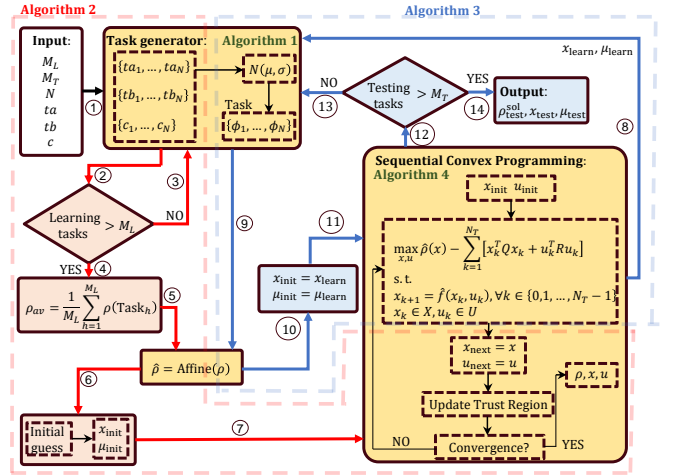 Algorithm 2
Algorithm 3
Input:
M_L
M_T
N
ta
tb
c
①
Task generator:
Algorithm 1
{ta_1, …, ta_N}
{tb_1, …, tb_N}
{c_1, …, c_N}
N(μ, σ)
Task
{ϕ_1, …, ϕ_N}
NO
⑬
Testing
tasks
> M_T
YES
⑭
Output:
ρ_test^sol, x_test, μ_test
x_learn, μ_learn
⑧
⑫
②
③
Learning
tasks
> M_L
NO
YES
④
ρ_av = 1/M_L ∑_{h=1}^{M_L} ρ(Task_h)
⑤
⑨
⑪
x_init = x_learn
μ_init = μ_learn
⑩
ρ̂ = Affine(ρ)
⑥
Initial
guess
x_init
μ_init
⑦
Sequential Convex Programming:
Algorithm 4
x_init u_init
max_{x,u} ρ̂(x) − ∑_{k=1}^{N_T} [x_k^T Q x_k + u_k^T R u_k]
s. t.
x_{k+1} = f̂(x_k, u_k), ∀k ∈ {0,1, …, N_T − 1}
x_k ∈ X, u_k ∈ U
x_next = x
u_next = u
ρ, x, u
Update Trust Region
NO
Convergence?
YES